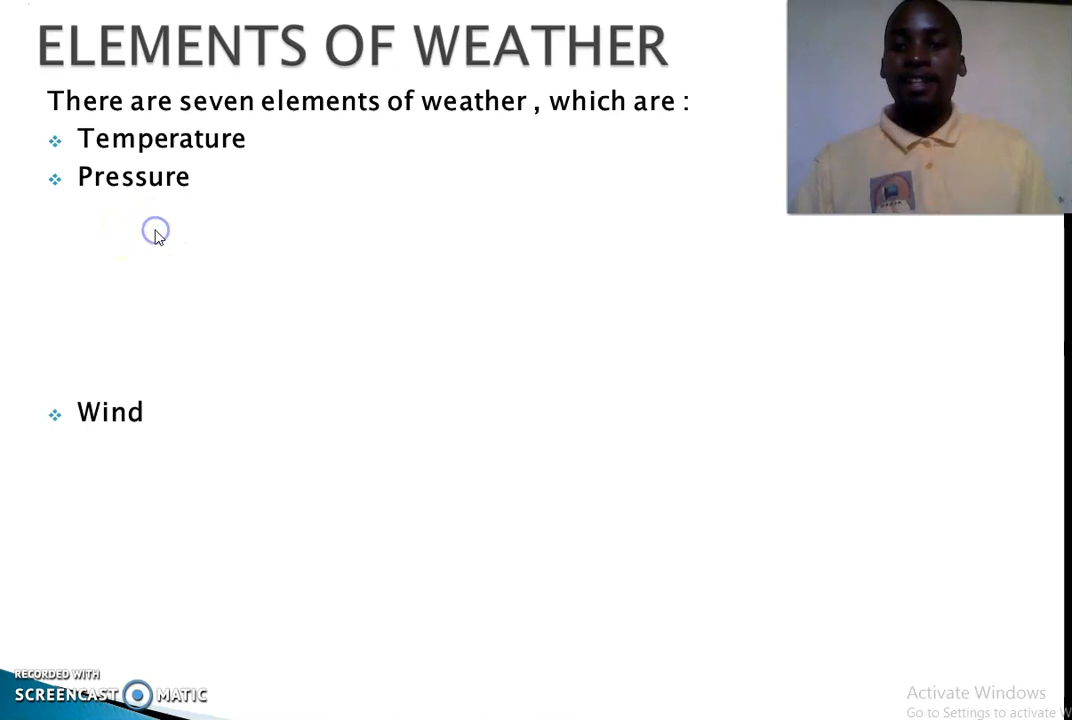 ELEMENTS OF WEATHER
There are seven elements of weather , which are :
Temperature
Pressure
Wind
RECORDED WITH
SCREENCAST MATIC
Activate Windows
Go to Settings to activate W